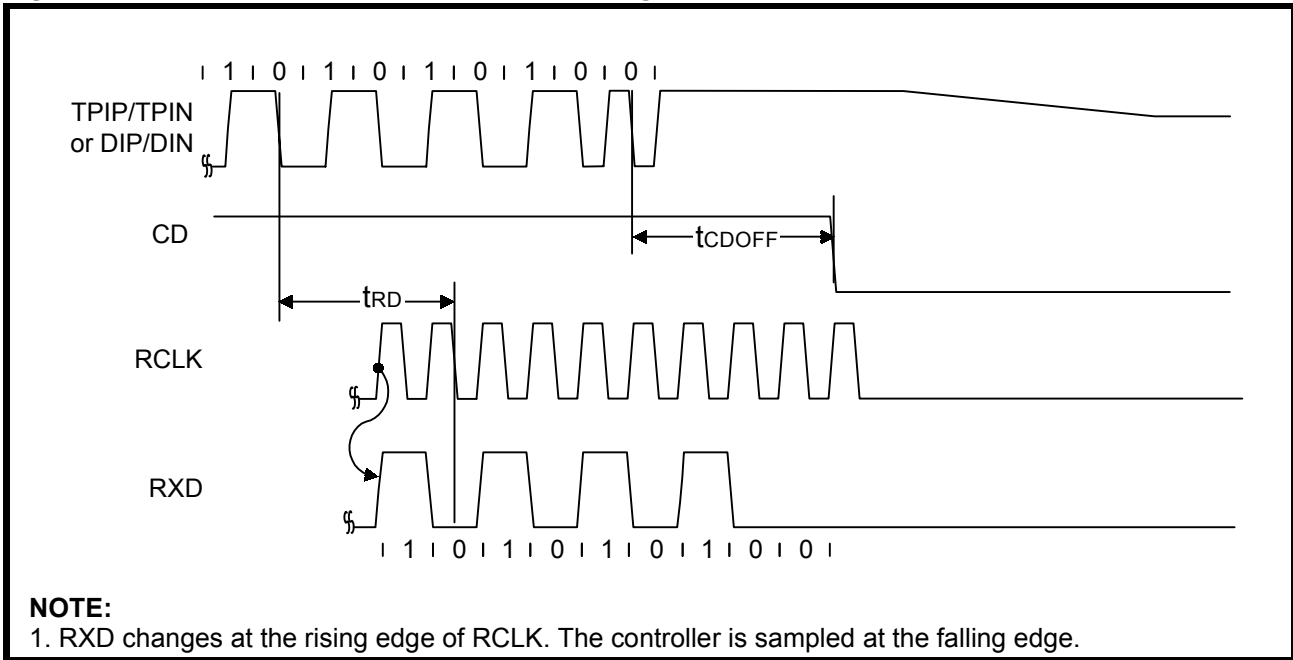 1 0 1 0 1 0 1 0 0
TPIP/TPIN
or DIP/DIN
CD
tCDOFF
tRD
RCLK
RXD
1 0 1 0 1 0 1 0 0
NOTE:
1. RXD changes at the rising edge of RCLK. The controller is sampled at the falling edge.